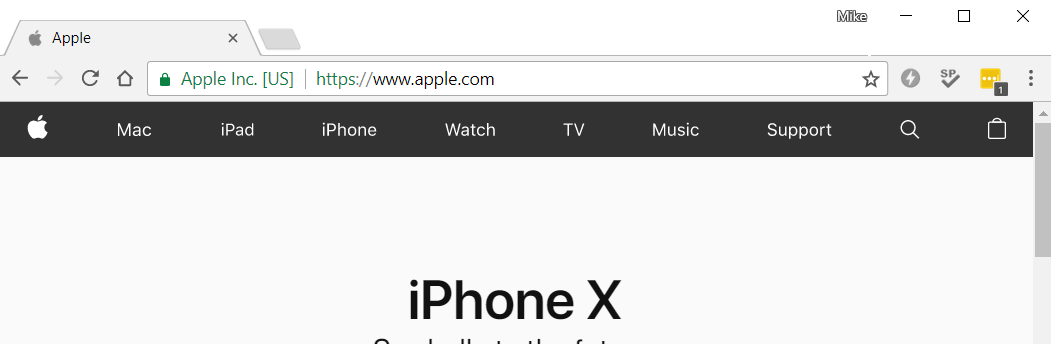 Mike
Apple
Apple Inc. [US] https://www.apple.com
SP
1
Mac iPad iPhone Watch TV Music Support
iPhone X